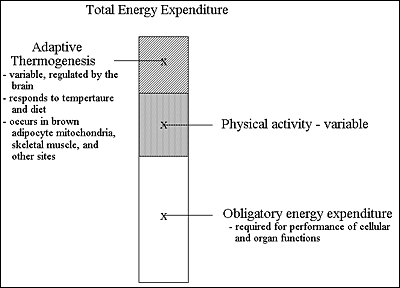 Total Energy Expenditure
Adaptive
Thermogenesis
- variable, regulated by the
brain
- responds to tempertaure
and diet
- occurs in brown
adipocyte mitochondria,
skeletal muscle, and
other sites
X
X
Physical activity - variable
X
Obligatory energy expenditure
- required for performance of cellular
and organ functions